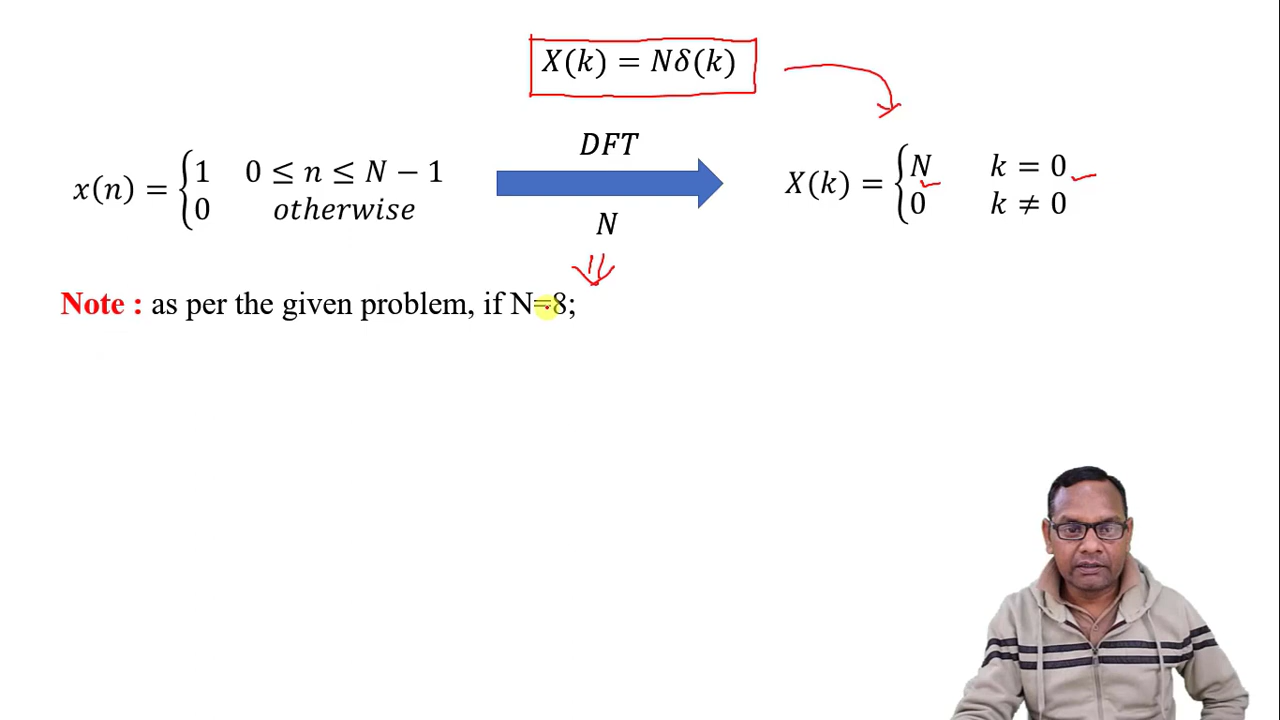 X(k) = Nδ(k)
DFT
x(n) = {1 0 ≤ n ≤ N − 1
0 otherwise
N
X(k) = {N k = 0
0 k ≠ 0
Note : as per the given problem, if N=8;